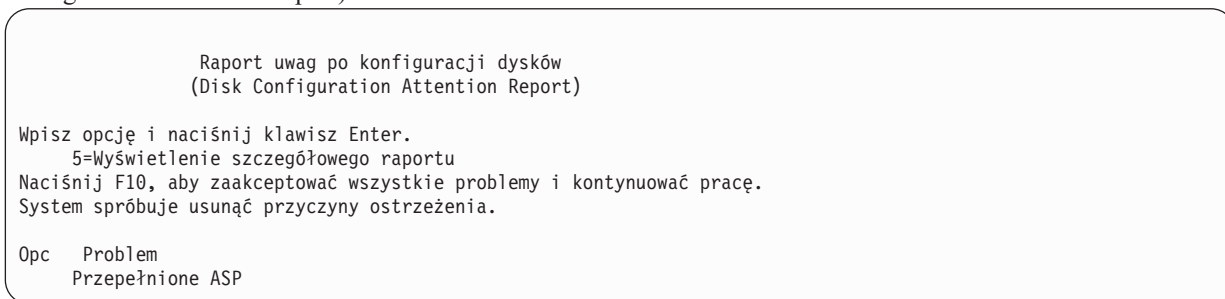 Raport uwag po konfiguracji dysków
(Disk Configuration Attention Report)
Wpisz opcję i naciśnij klawisz Enter.
5=Wyświetlenie szczegółowego raportu
Naciśnij F10, aby zaakceptować wszystkie problemy i kontynuować pracę.
System spróbuje usunąć przyczyny ostrzeżenia.
Opc Problem
Przepełnione ASP